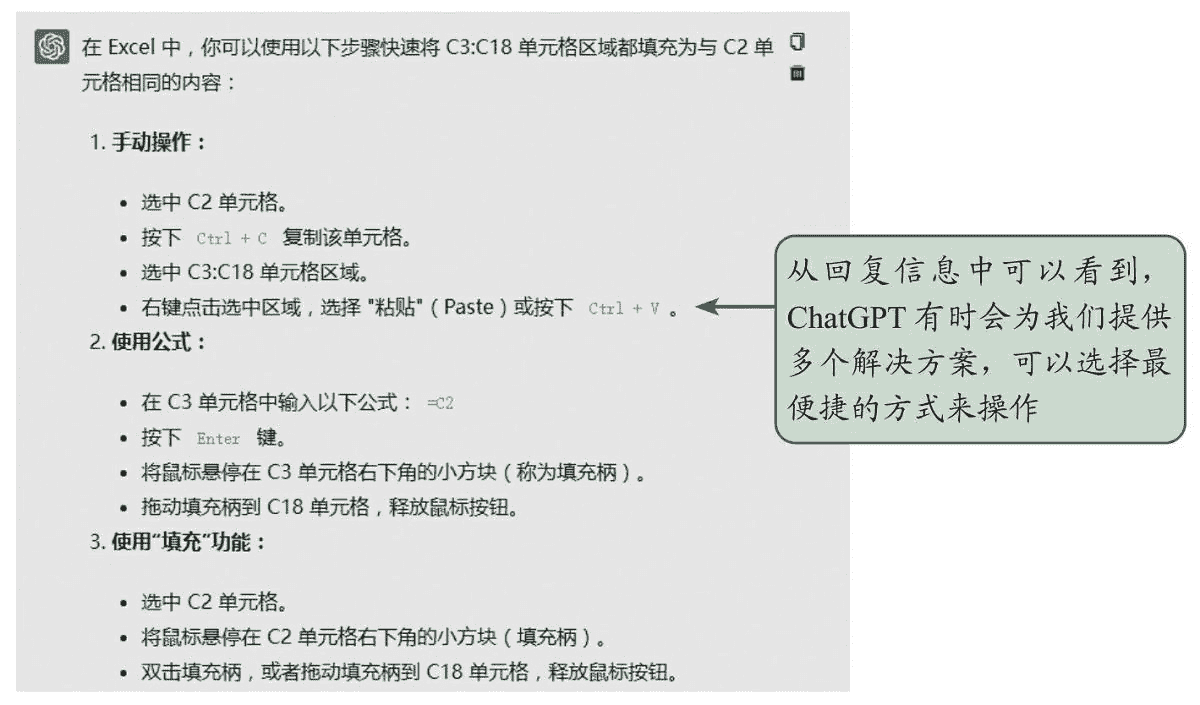 在 Excel 中，你可以使用以下步骤快速将 C3:C18 单元格区域都填充为与 C2 单
元格相同的内容：
1. 手动操作：
• 选中 C2 单元格。
• 按下 Ctrl + C 复制该单元格。
• 选中 C3:C18 单元格区域。
• 右键点击选中区域，选择 "粘贴"（Paste）或按下 Ctrl + V 。
2. 使用公式：
• 在 C3 单元格中输入以下公式： =C2
• 按下 Enter 键。
• 将鼠标悬停在 C3 单元格右下角的小方块（称为填充柄）。
• 拖动填充柄到 C18 单元格，释放鼠标按钮。
3. 使用“填充”功能：
• 选中 C2 单元格。
• 将鼠标悬停在 C2 单元格右下角的小方块（填充柄）。
• 双击填充柄，或者拖动填充柄到 C18 单元格，释放鼠标按钮。
从回复信息中可以看到，
ChatGPT 有时会为我们提供
多个解决方案，可以选择最
便捷的方式来操作